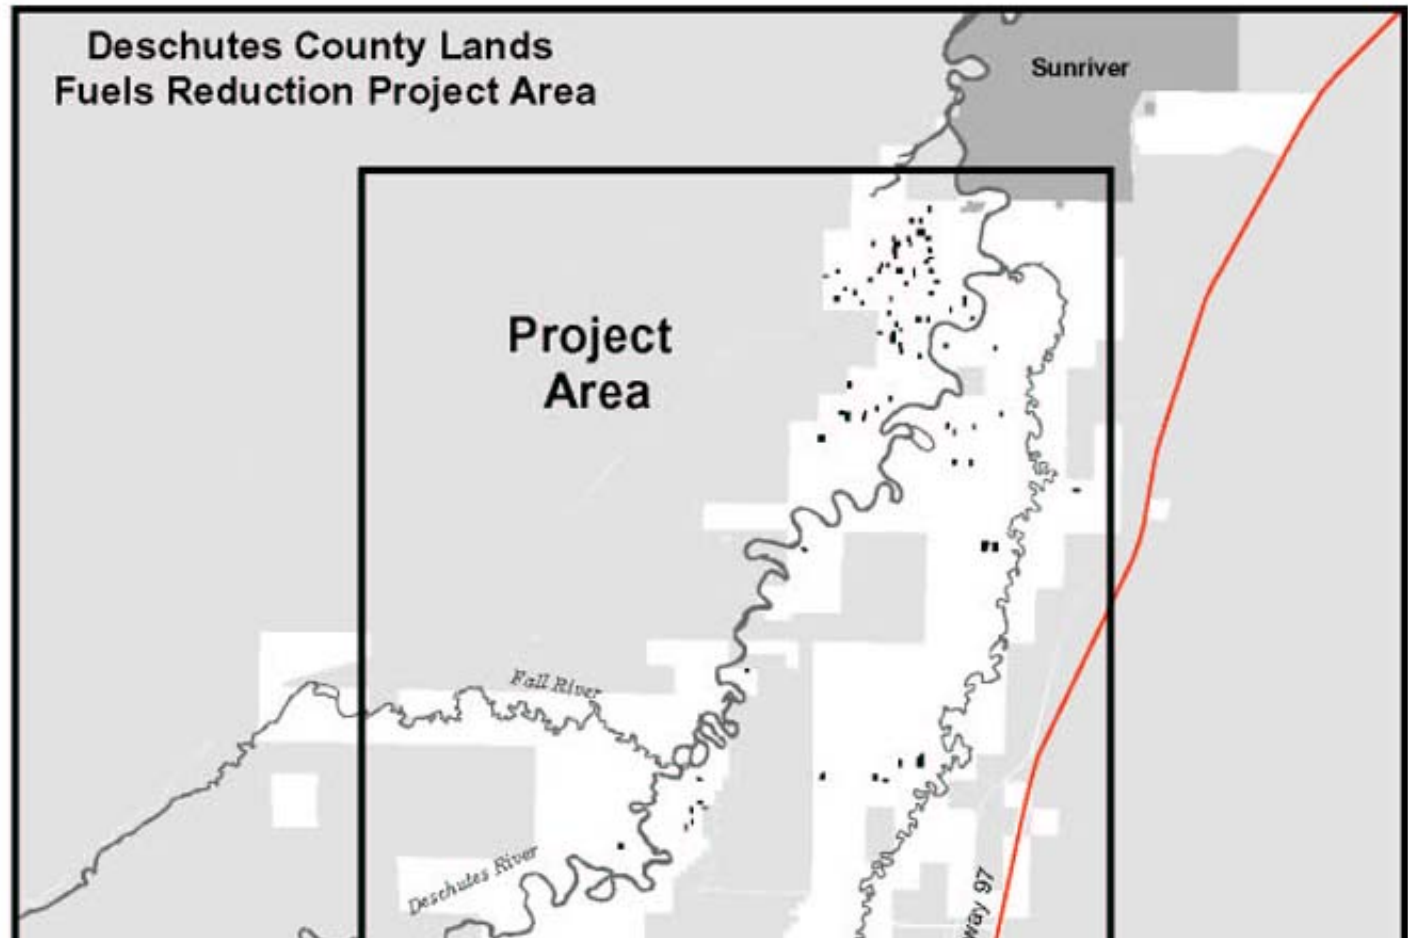 Deschutes County Lands
Fuels Reduction Project Area
Sunriver
Project
Area
Fall River
Deschutes River
way 97